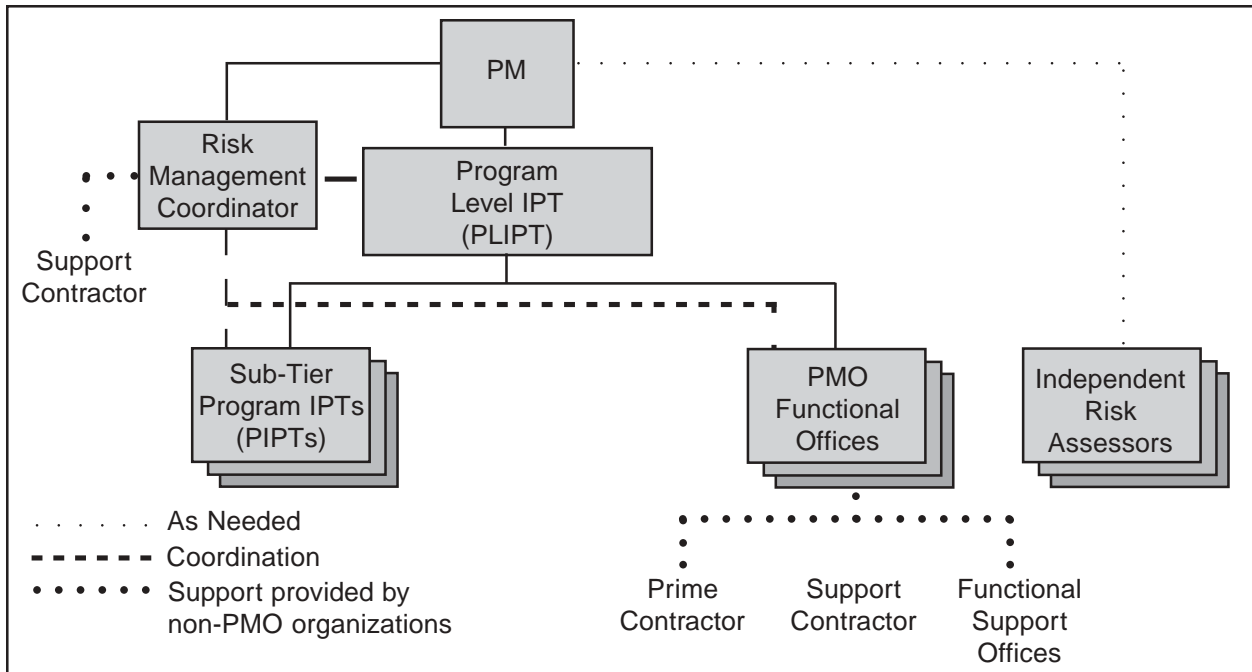 PM
Risk
Management
Coordinator
Program
Level IPT
(PLIPT)
Support
Contractor
Sub-Tier
Program IPTs
(PIPTs)
PMO
Functional
Offices
Independent
Risk
Assessors
As Needed
Coordination
Support provided by
non-PMO organizations
Prime
Contractor
Support
Contractor
Functional
Support
Offices